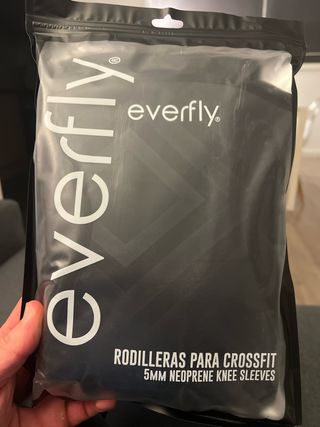 everfly®
everfly®
RODILLERAS PARA CROSSFIT
5MM NEOPRENE KNEE SLEEVES